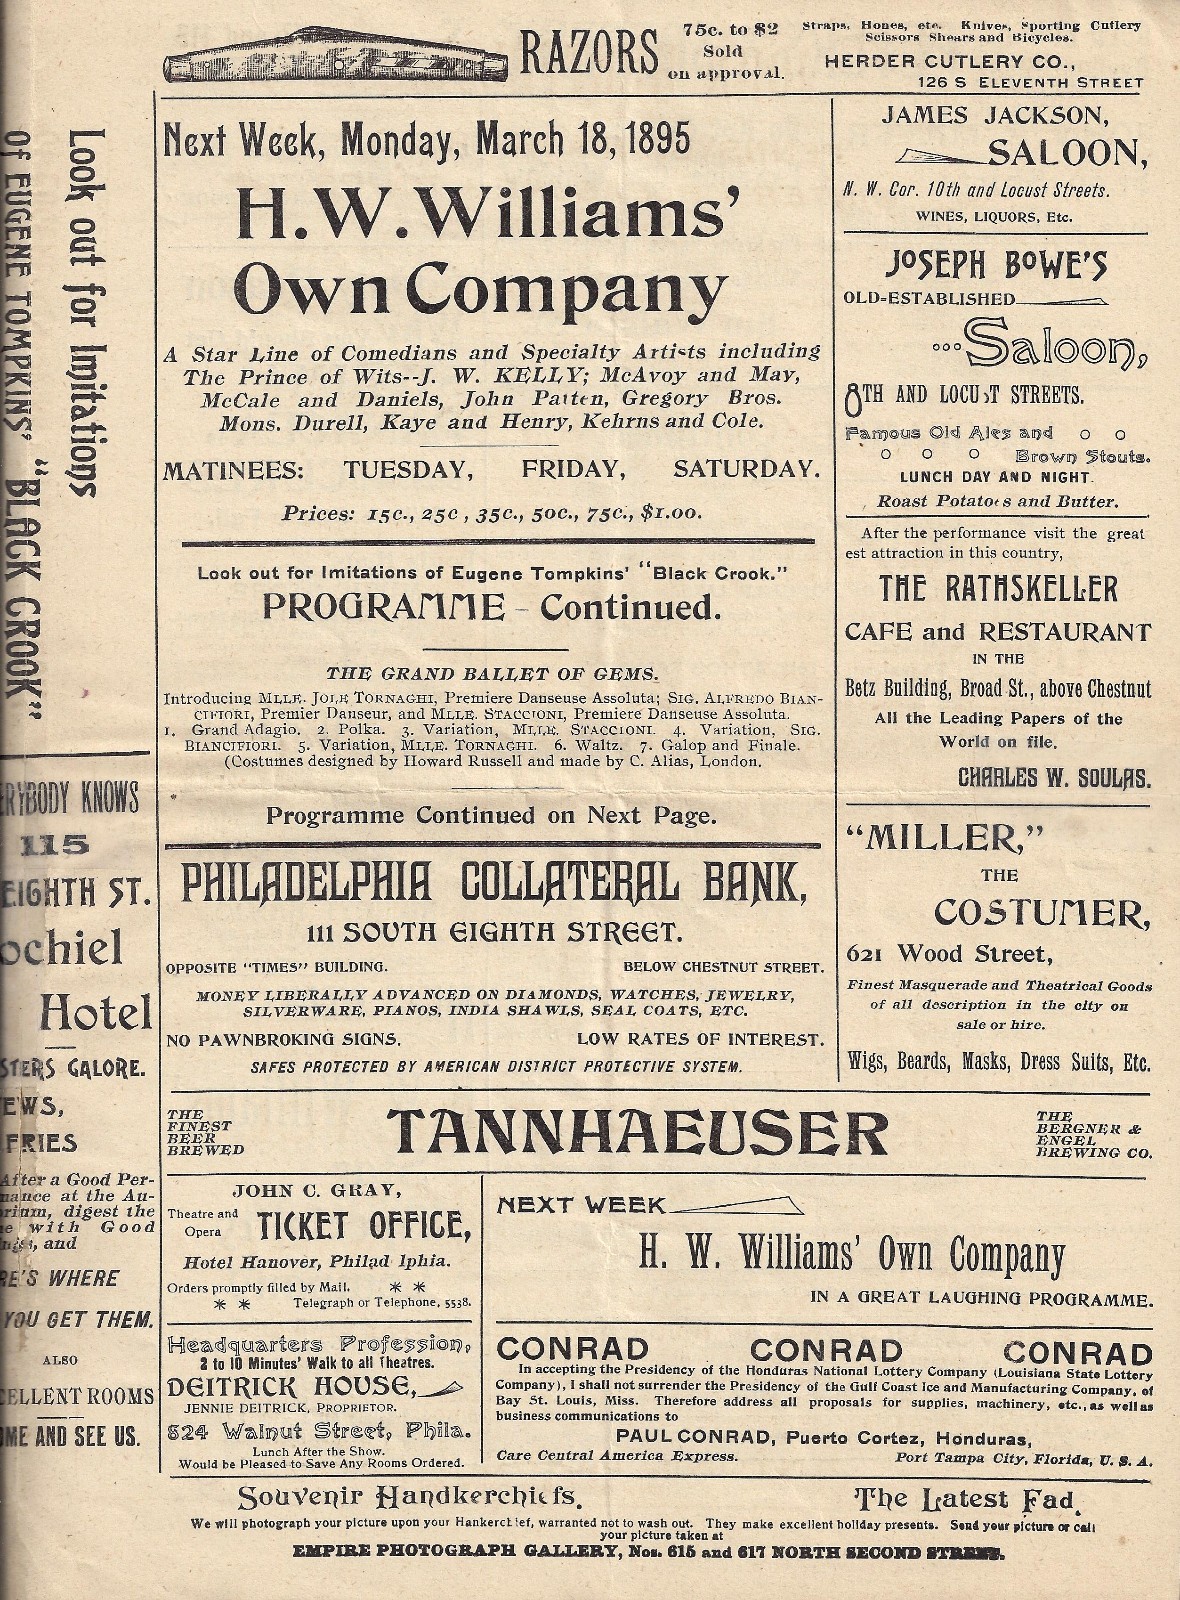 RAZORS
75c. to $2
Sold
on approval.
Straps, Hones, etc. Knives, Sporting Cutlery
Scissors Shears and Bicycles.
HERDER CUTLERY CO.,
126 S ELEVENTH STREET
Look out for Imitations
Of EUGENE TOMPKINS' "BLACK CROOK"
RYBODY KNOWS
115
EIGHTH ST.
ochiel
Hotel
STERS GALORE.
EWS,
FRIES
After a Good Per-
mance at the Au-
rium, digest the
e with Good
ngs, and
RE'S WHERE
YOU GET THEM.
ALSO
CELLENT ROOMS
ME AND SEE US.
Next Week, Monday, March 18, 1895
H. W. Williams'
Own Company
A Star Line of Comedians and Specialty Artists including
The Prince of Wits--J. W. KELLY; McAvoy and May,
McCale and Daniels, John Patten, Gregory Bros.
Mons. Durell, Kaye and Henry, Kehrns and Cole.
MATINEES: TUESDAY, FRIDAY, SATURDAY.
Prices: 15c., 25c, 35c., 50c., 75c., $1.00.
Look out for Imitations of Eugene Tompkins' "Black Crook."
PROGRAMME - Continued.
THE GRAND BALLET OF GEMS.
Introducing MLLE. JOLE TORNAGHI, Premiere Danseuse Assoluta; SIG. ALFREDO BIAN-
CIFIORI, Premier Danseur, and MLLE. STACCIONI, Premiere Danseuse Assoluta.
1. Grand Adagio. 2. Polka. 3. Variation, MLLE. STACCIONI. 4. Variation, SIG.
BIANCIFIORI. 5. Variation, MLLE. TORNAGHI. 6. Waltz. 7. Galop and Finale.
(Costumes designed by Howard Russell and made by C. Alias, London.
Programme Continued on Next Page.
PHILADELPHIA COLLATERAL BANK,
111 SOUTH EIGHTH STREET.
OPPOSITE "TIMES" BUILDING. BELOW CHESTNUT STREET.
MONEY LIBERALLY ADVANCED ON DIAMONDS, WATCHES, JEWELRY,
SILVERWARE, PIANOS, INDIA SHAWLS, SEAL COATS, ETC.
NO PAWNBROKING SIGNS. LOW RATES OF INTEREST.
SAFES PROTECTED BY AMERICAN DISTRICT PROTECTIVE SYSTEM.
JAMES JACKSON,
SALOON,
N. W. Cor. 10th and Locust Streets.
WINES, LIQUORS, Etc.
JOSEPH BOWE'S
OLD-ESTABLISHED
...Saloon,
8TH AND LOCUST STREETS.
Famous Old Ales and
Brown Stouts.
LUNCH DAY AND NIGHT.
Roast Potatoes and Butter.
After the performance visit the great
est attraction in this country,
THE RATHSKELLER
CAFE and RESTAURANT
IN THE
Betz Building, Broad St., above Chestnut
All the Leading Papers of the
World on file.
CHARLES W. SOULAS.
"MILLER,"
THE
COSTUMER,
621 Wood Street,
Finest Masquerade and Theatrical Goods
of all description in the city on
sale or hire.
Wigs, Beards, Masks, Dress Suits, Etc.
THE
FINEST
BEER
BREWED
TANNHAEUSER
THE
BERGNER &
ENGEL
BREWING CO.
JOHN C. GRAY,
Theatre and
Opera
TICKET OFFICE,
Hotel Hanover, Philad lphia.
Orders promptly filled by Mail. * *
* * Telegraph or Telephone, 5538.
Headquarters Profession,
2 to 10 Minutes' Walk to all Theatres.
DEITRICK HOUSE,
JENNIE DEITRICK, PROPRIETOR.
824 Walnut Street, Phila.
Lunch After the Show.
Would be Pleased to Save Any Rooms Ordered.
NEXT WEEK
H. W. Williams' Own Company
IN A GREAT LAUGHING PROGRAMME.
CONRAD CONRAD CONRAD
In accepting the Presidency of the Honduras National Lottery Company (Louisiana State Lottery
Company), I shall not surrender the Presidency of the Gulf Coast Ice and Manufacturing Company, of
Bay St. Louis, Miss. Therefore address all proposals for supplies, machinery, etc., as well as
business communications to
PAUL CONRAD, Puerto Cortez, Honduras,
Care Central America Express. Port Tampa City, Florida, U. S. A.
Souvenir Handkerchiefs. The Latest Fad.
We will photograph your picture upon your Hankerchief, warranted not to wash out. They make excellent holiday presents. Send your picture or call
your picture taken at
EMPIRE PHOTOGRAPH GALLERY, Nos. 615 and 617 NORTH SECOND STREET.